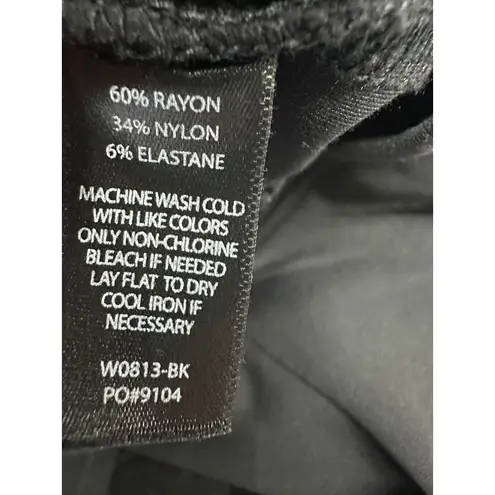 60% RAYON
34% NYLON
6% ELASTANE
MACHINE WASH COLD
WITH LIKE COLORS
ONLY NON-CHLORINE
BLEACH IF NEEDED
LAY FLAT TO DRY
COOL IRON IF
NECESSARY
W0813-BK
PO#9104